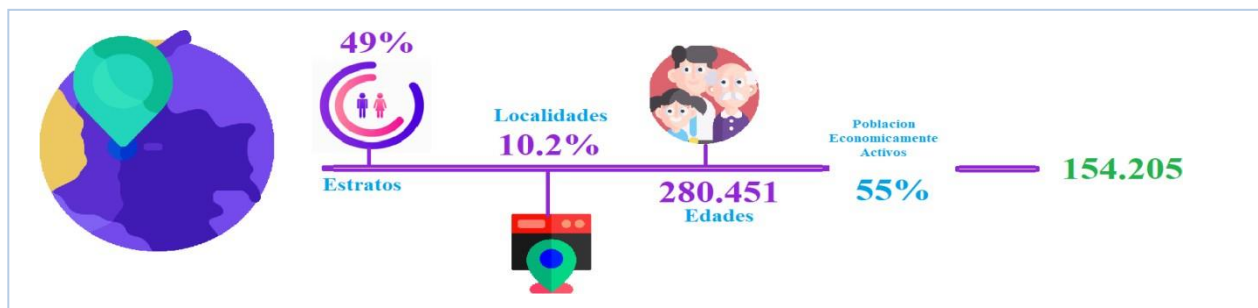 49%
Estratos
Localidades
10.2%
280.451
Edades
Poblacion
Economicamente
Activos
55%
154.205